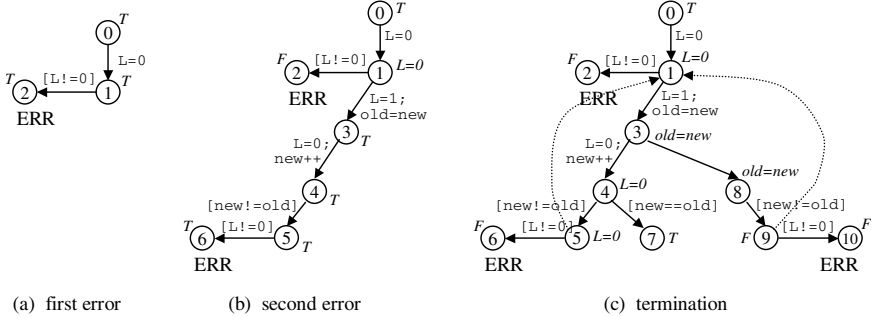 0 T
L=0
T 2 [L!=0] 1 T
ERR
(a) first error
0 T
L=0
F 2 [L!=0] 1 L=0
ERR
L=1;
old=new
3 T
L=0;
new++
4 T
[new!=old]
T 6 [L!=0] 5 T
ERR
(b) second error
0 T
L=0
F 2 [L!=0] 1 L=0
ERR
L=1;
old=new
3 old=new
L=0;
new++
old=new
4 L=0
8
[new!=old] [new==old] [new!=old]
F 6 [L!=0] 5 L=0 7 T F 9 [L!=0] 10 F
ERR ERR
(c) termination